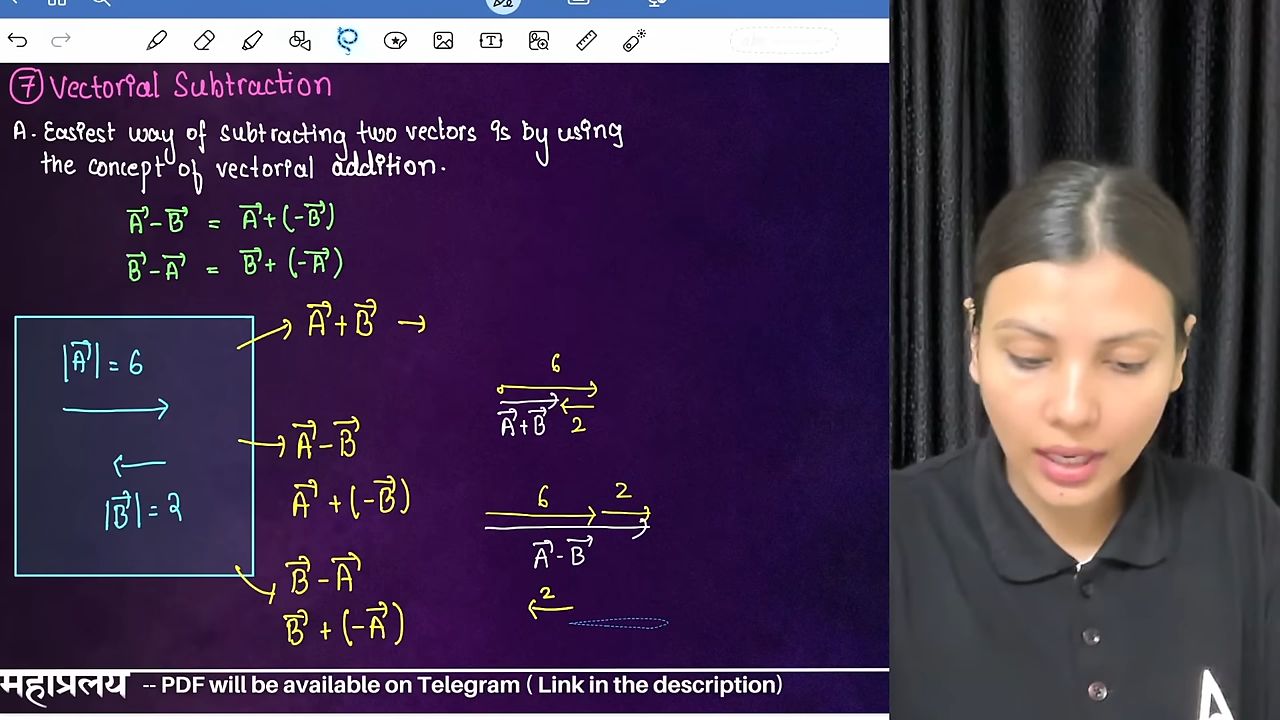 ⑦ Vectorial Subtraction
A. Easiest way of subtracting two vectors is by using
the concept of vectorial addition.
A⃗ - B⃗ = A⃗ + (-B⃗)
B⃗ - A⃗ = B⃗ + (-A⃗)
|A⃗| = 6
|B⃗| = 2
A⃗ + B⃗ →
6
A⃗ + B⃗ 2
A⃗ - B⃗
A⃗ + (-B⃗)
6 2
A⃗ - B⃗
B⃗ - A⃗
B⃗ + (-A⃗)
2
महाप्रलय -- PDF will be available on Telegram ( Link in the description)